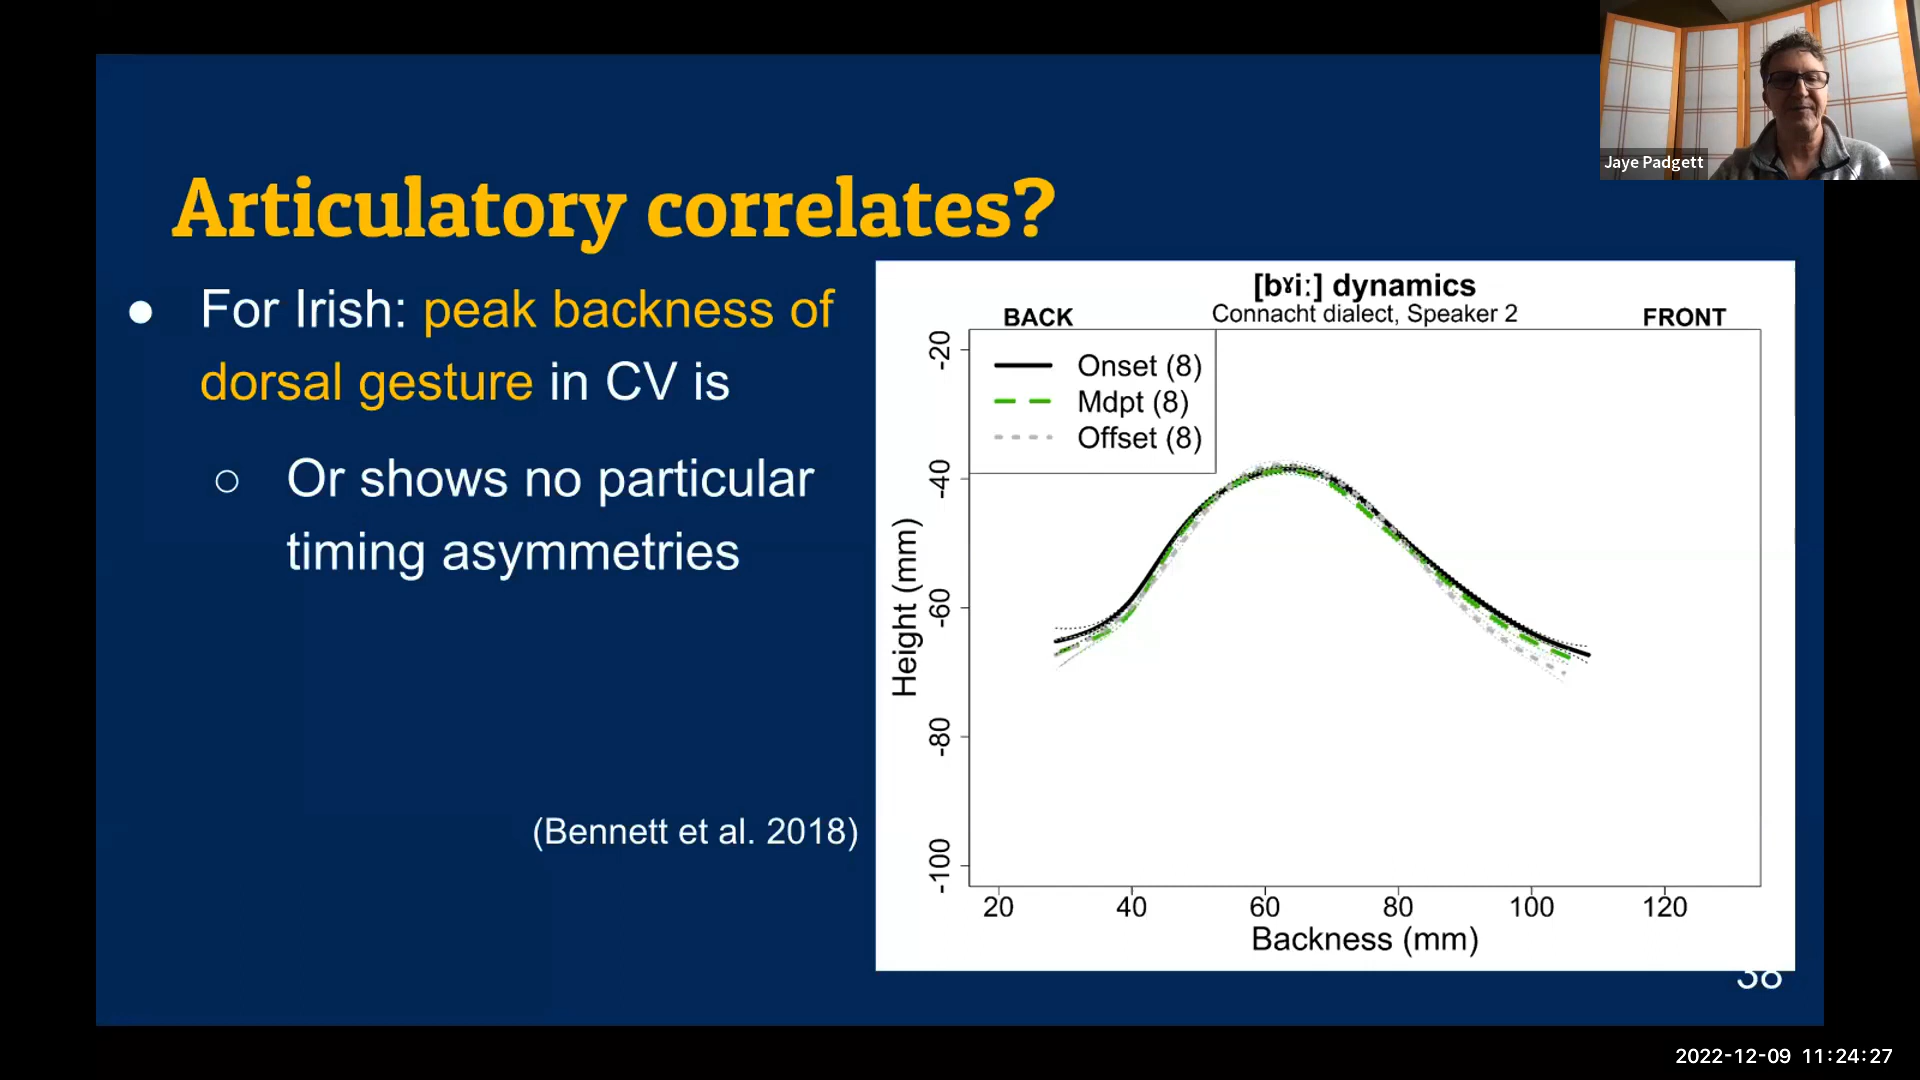 Jaye Padgett
Articulatory correlates?
● For Irish: peak backness of
dorsal gesture in CV is
○ Or shows no particular
timing asymmetries
(Bennett et al. 2018)
[bˠiː] dynamics
Connacht dialect, Speaker 2
BACK
FRONT
Onset (8)
Mdpt (8)
Offset (8)
Height (mm)
-20
-40
-60
-80
-100
20 40 60 80 100 120
Backness (mm)
38
2022-12-09 11:24:27